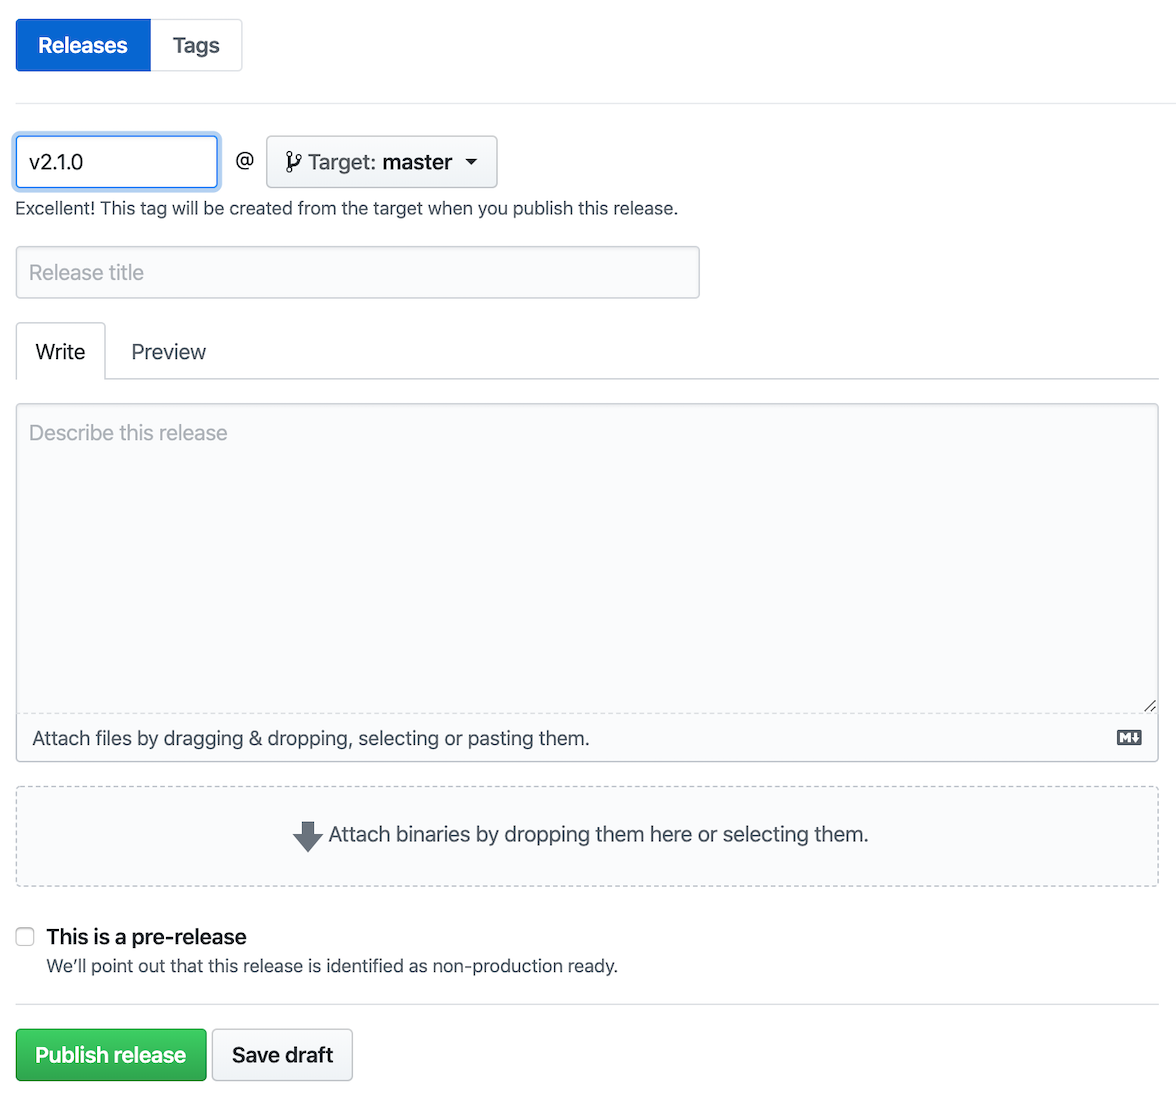 Releases Tags
v2.1.0 @ Target: master
Excellent! This tag will be created from the target when you publish this release.
Release title
Write Preview
Describe this release
Attach files by dragging & dropping, selecting or pasting them. M
Attach binaries by dropping them here or selecting them.
This is a pre-release
We’ll point out that this release is identified as non-production ready.
Publish release Save draft